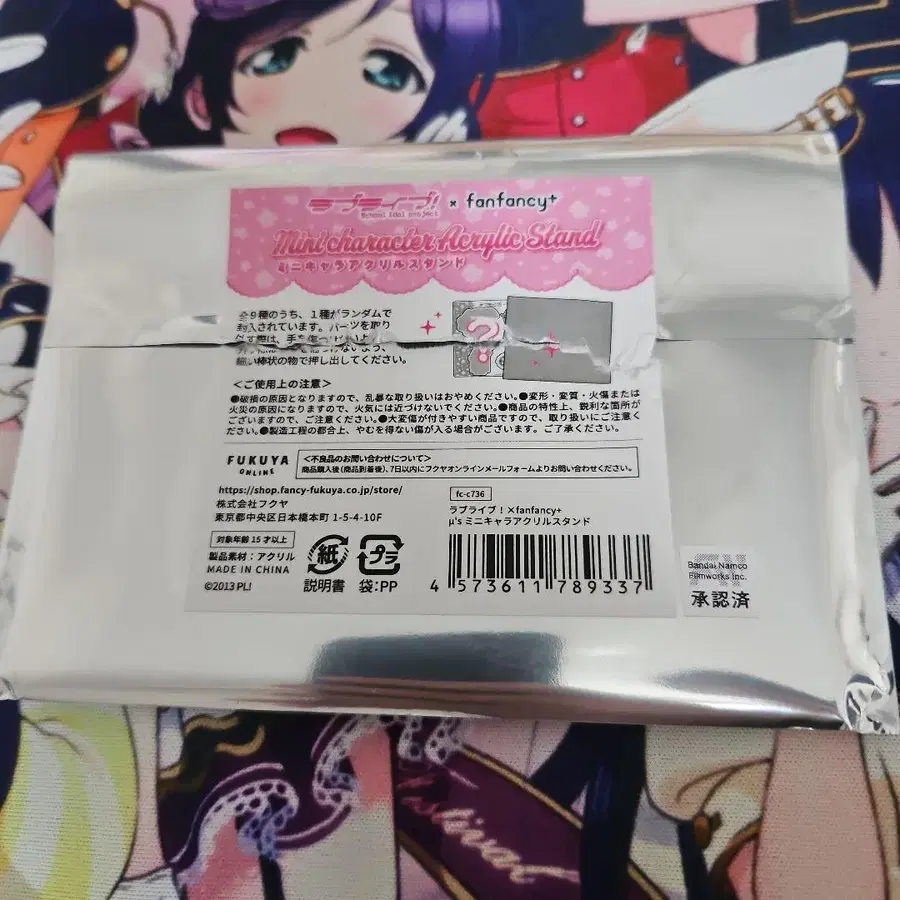 ラブライブ!
School idol project
× fanfancy+
Mini character Acrylic Stand
ミニキャラアクリルスタンド
全9種のうち、1種がランダムで
封入されています。パーツを取り
ください。
細い棒状の物で押し出してください。
?
＜ご使用上の注意＞
●破損の原因となりますので、乱暴な取り扱いはおやめください。●変形・変質・火傷または
火災の原因になりますので、火気には近づけないでください。●商品の特性上、鋭利な箇所が
ございますので、ご注意ください。●大変傷が付きやすい商品ですので、取り扱いにご注意く
ださい。●製造工程の都合上、やむを得ない傷が入る場合がございます。ご了承ください。
FUKUYA
ONLINE
＜不良品のお問い合わせについて＞
商品購入後(商品到着後)、7日以内にフクヤオンラインメールフォームよりお問い合わせください。
https://shop.fancy-fukuya.co.jp/store/
株式会社フクヤ
東京都中央区日本橋本町 1-5-4-10F
fc-c736
ラブライブ！×fanfancy+
μ's ミニキャラアクリルスタンド
対象年齢 15 才以上
製品素材：アクリル
MADE IN CHINA
©2013 PL!
紙
説明書
プラ
袋：PP
4 573611 789337
Bandai Namco
Filmworks Inc.
承認済
Festival